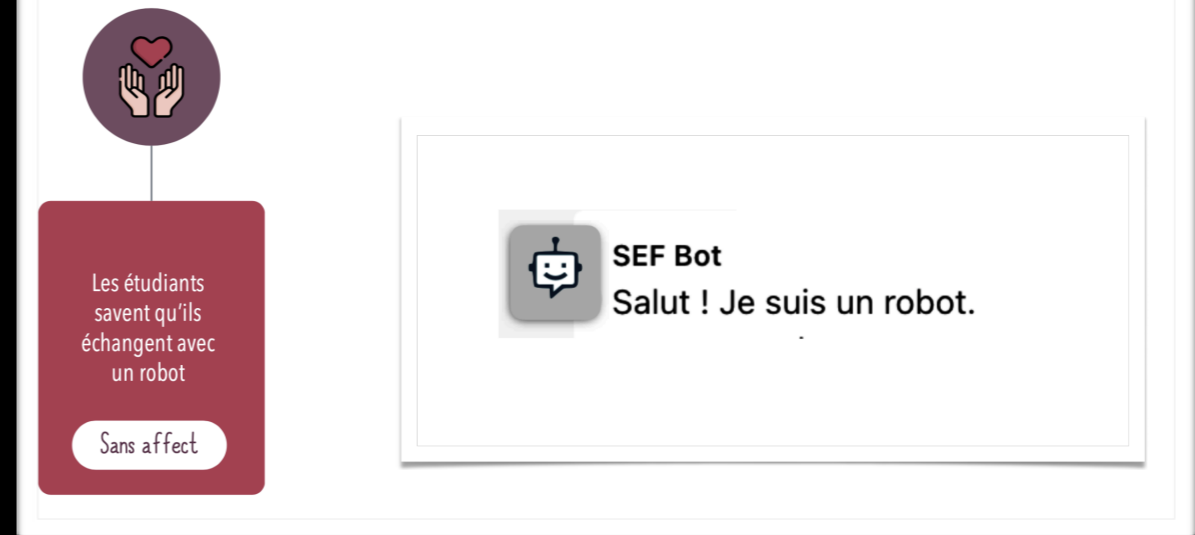 Les étudiants
savent qu’ils
échangent avec
un robot
Sans affect
SEF Bot
Salut ! Je suis un robot.